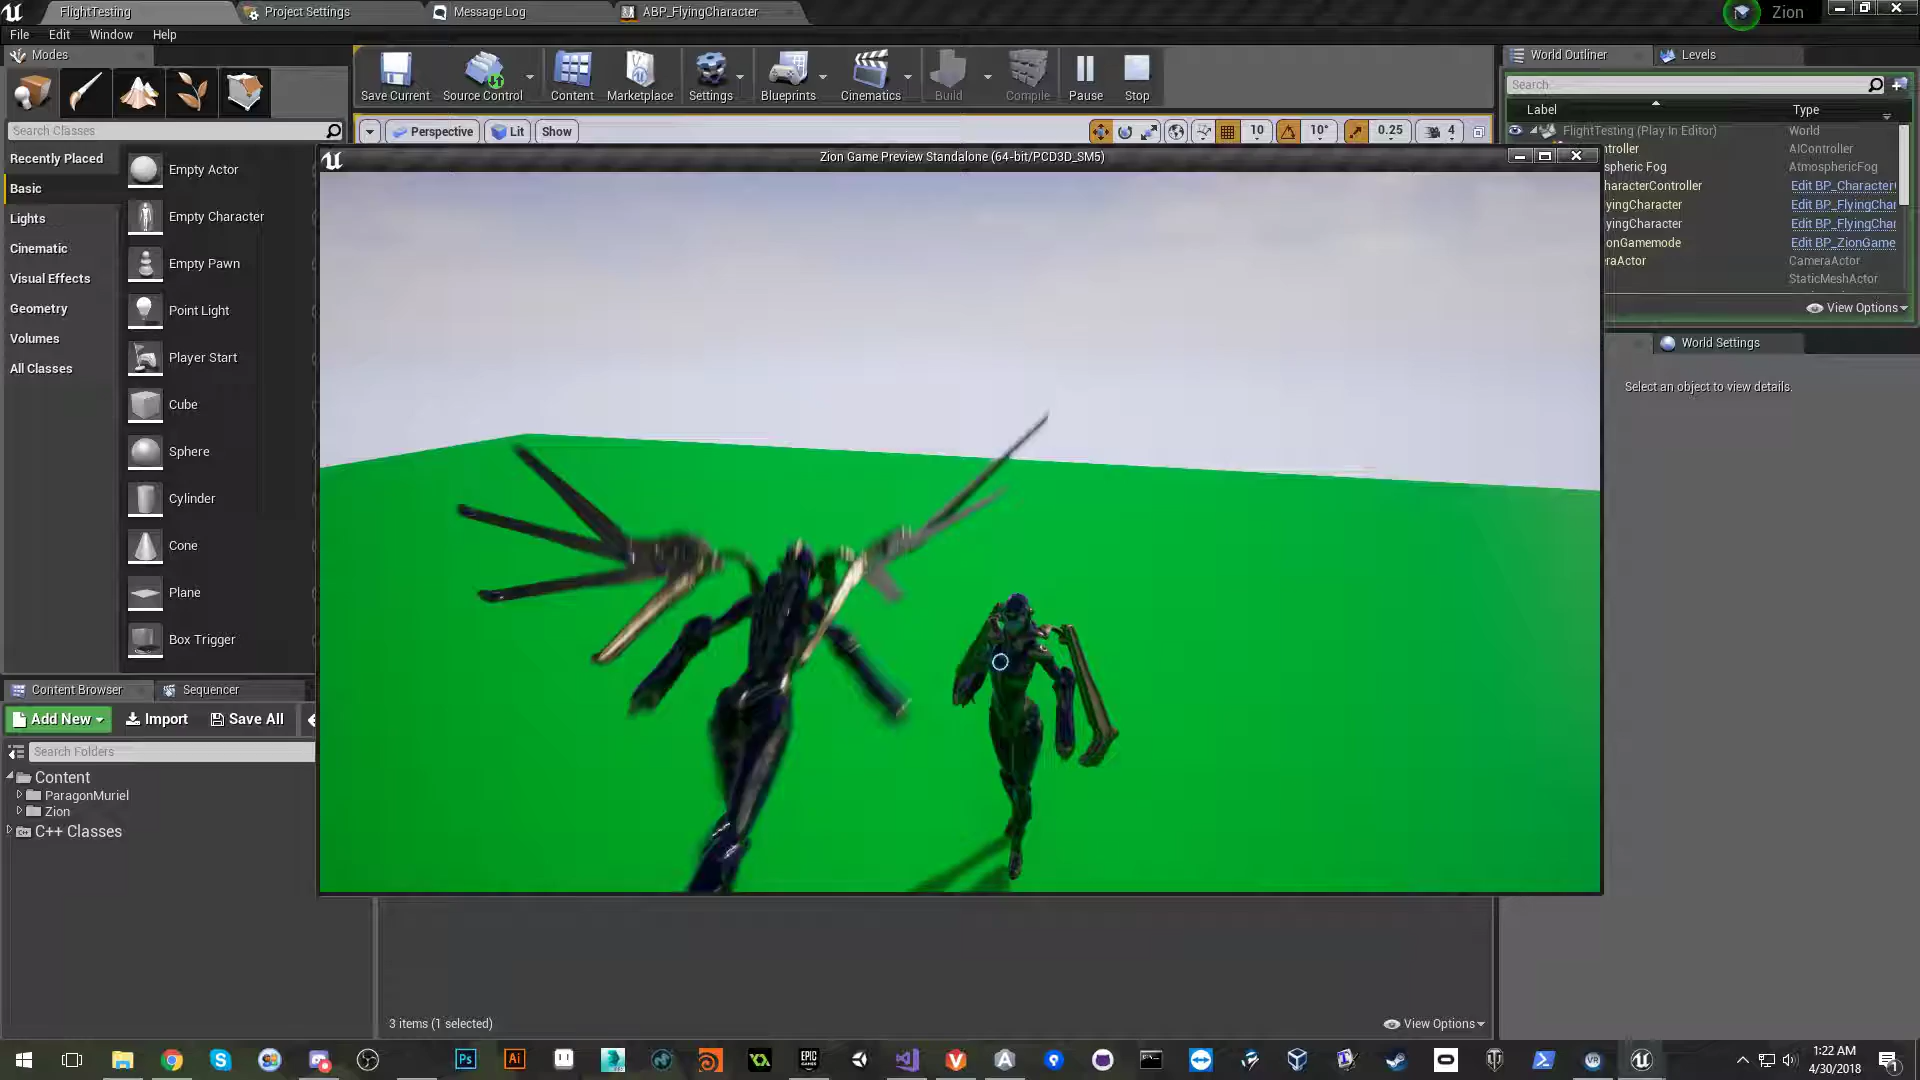 FlightTesting
Project Settings
Message Log
ABP_FlyingCharacter
Zion
File Edit Window Help
Modes
Save Current
Source Control
Content
Marketplace
Settings
Blueprints
Cinematics
Build
Compile
Pause
Stop
World Outliner
Levels
Search...
Label
Type
Search Classes
Perspective
Lit
Show
10
10°
0.25
4
FlightTesting (Play In Editor)
World
Zion Game Preview Standalone (64-bit/PCD3D_SM5)
ntroller
AIController
spheric Fog
AtmosphericFog
haracterController
Edit BP_Character
yingCharacter
Edit BP_FlyingChar
yingCharacter
Edit BP_FlyingChar
onGamemode
Edit BP_ZionGame
eraActor
CameraActor
StaticMeshActor
View Options
World Settings
Select an object to view details.
Recently Placed
Basic
Lights
Cinematic
Visual Effects
Geometry
Volumes
All Classes
Empty Actor
Empty Character
Empty Pawn
Point Light
Player Start
Cube
Sphere
Cylinder
Cone
Plane
Box Trigger
Content Browser
Sequencer
Add New
Import
Save All
Search Folders
Content
ParagonMuriel
Zion
C++ Classes
3 items (1 selected)
View Options
Ps
Ai
EPIC GAMES
1:22 AM
4/30/2018